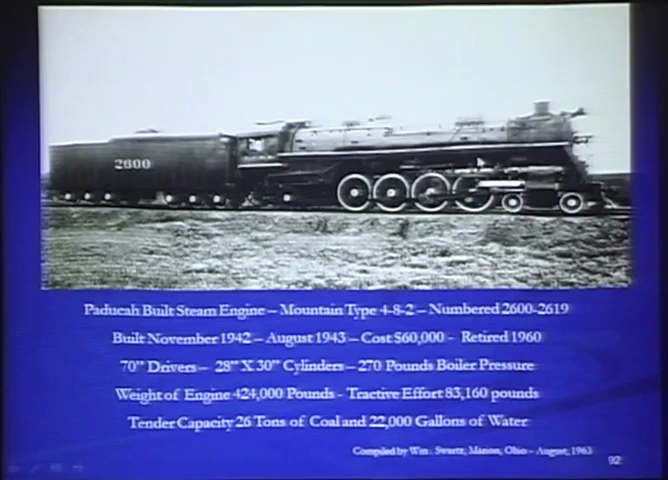 2600
Paducah Built Steam Engine – Mountain Type 4-8-2 – Numbered 2600-2619
Built November 1942 – August 1943 – Cost $60,000 - Retired 1960
70" Drivers – 28" X 30" Cylinders – 270 Pounds Boiler Pressure
Weight of Engine 424,000 Pounds - Tractive Effort 83,160 pounds
Tender Capacity 26 Tons of Coal and 22,000 Gallons of Water
Compiled by Wm. Swartz, Marion, Ohio - August, 1963
92